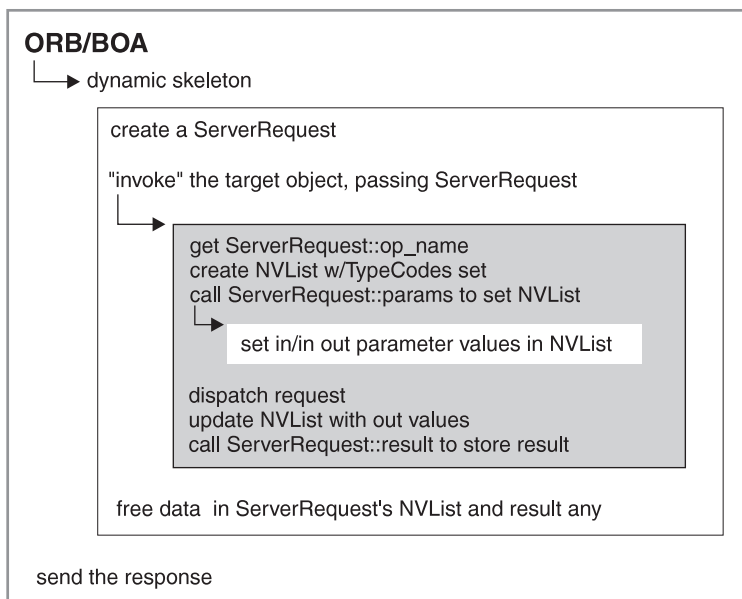 ORB/BOA
dynamic skeleton
create a ServerRequest
"invoke" the target object, passing ServerRequest
get ServerRequest::op_name
create NVList w/TypeCodes set
call ServerRequest::params to set NVList
set in/in out parameter values in NVList
dispatch request
update NVList with out values
call ServerRequest::result to store result
free data in ServerRequest's NVList and result any
send the response